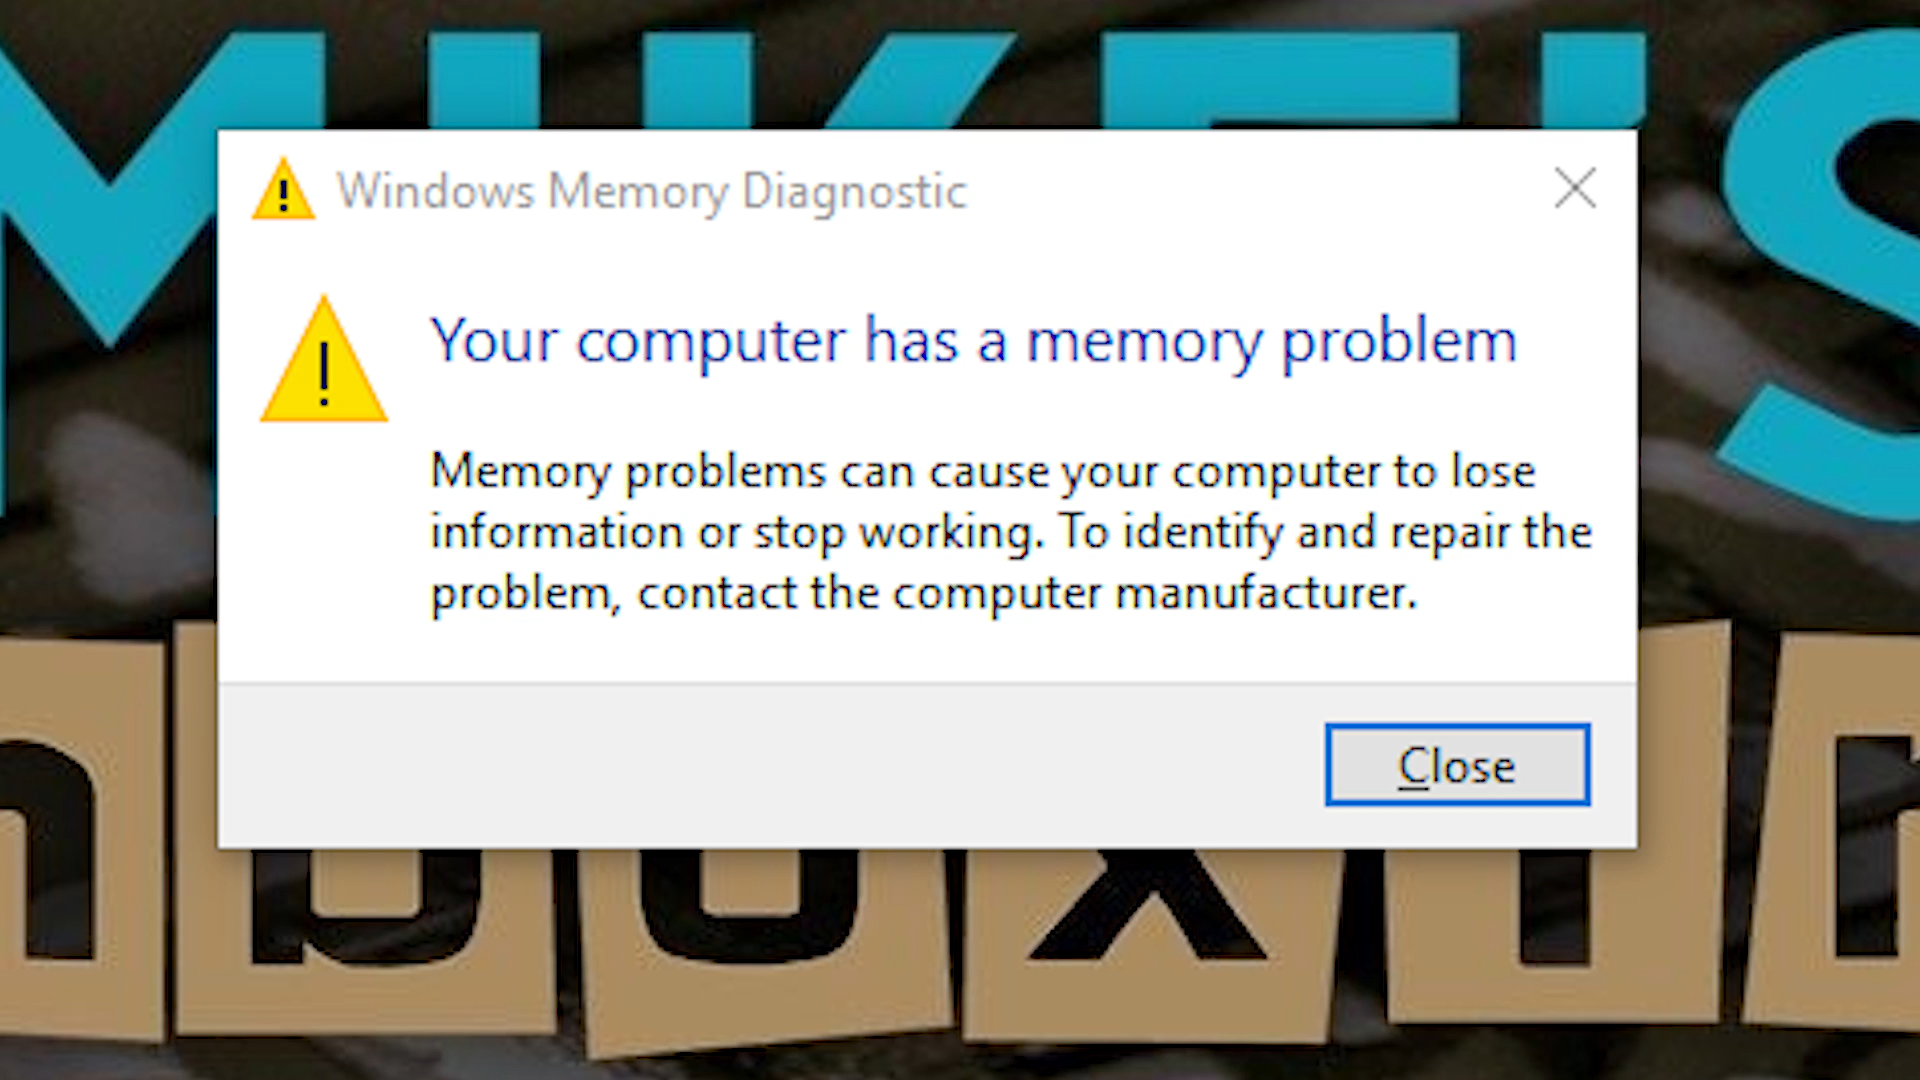 MIKE'S
Windows Memory Diagnostic
Your computer has a memory problem
Memory problems can cause your computer to lose
information or stop working. To identify and repair the
problem, contact the computer manufacturer.
Close